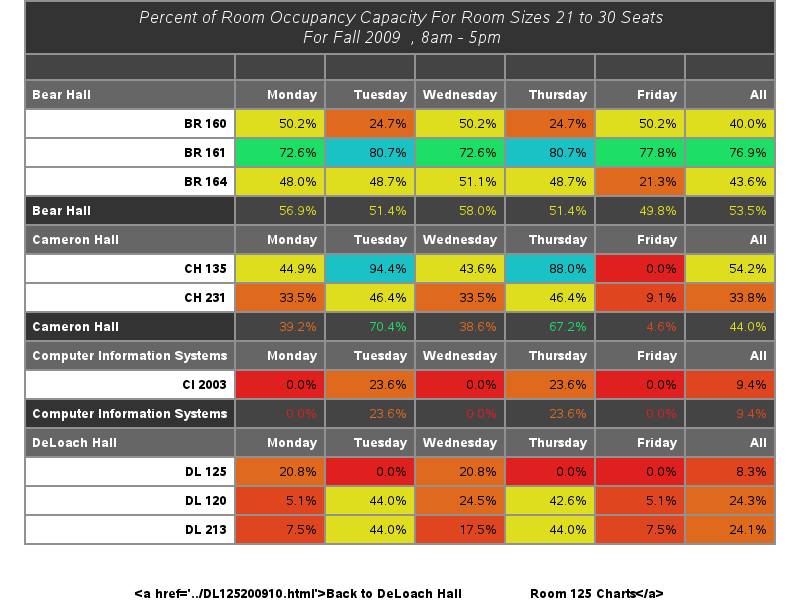 Percent of Room Occupancy Capacity For Room Sizes 21 to 30 Seats
For Fall 2009 , 8am - 5pm
Bear Hall Monday Tuesday Wednesday Thursday Friday All
BR 160 50.2% 24.7% 50.2% 24.7% 50.2% 40.0%
BR 161 72.6% 80.7% 72.6% 80.7% 77.8% 76.9%
BR 164 48.0% 48.7% 51.1% 48.7% 21.3% 43.6%
Bear Hall 56.9% 51.4% 58.0% 51.4% 49.8% 53.5%
Cameron Hall Monday Tuesday Wednesday Thursday Friday All
CH 135 44.9% 94.4% 43.6% 88.0% 0.0% 54.2%
CH 231 33.5% 46.4% 33.5% 46.4% 9.1% 33.8%
Cameron Hall 39.2% 70.4% 38.6% 67.2% 4.6% 44.0%
Computer Information Systems Monday Tuesday Wednesday Thursday Friday All
CI 2003 0.0% 23.6% 0.0% 23.6% 0.0% 9.4%
Computer Information Systems 0.0% 23.6% 0.0% 23.6% 0.0% 9.4%
DeLoach Hall Monday Tuesday Wednesday Thursday Friday All
DL 125 20.8% 0.0% 20.8% 0.0% 0.0% 8.3%
DL 120 5.1% 44.0% 24.5% 42.6% 5.1% 24.3%
DL 213 7.5% 44.0% 17.5% 44.0% 7.5% 24.1%
<a href='../DL125200910.html'>Back to DeLoach Hall Room 125 Charts</a>